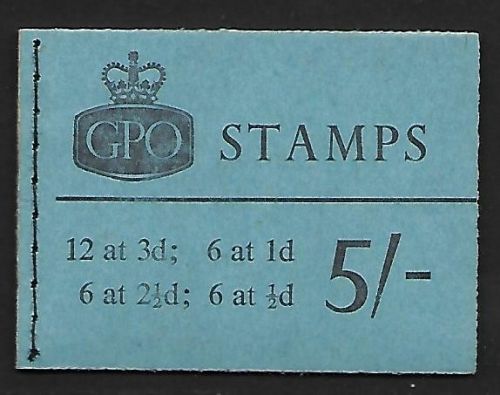 GPO STAMPS
12 at 3d; 6 at 1d
6 at 2½d; 6 at ½d
5/-